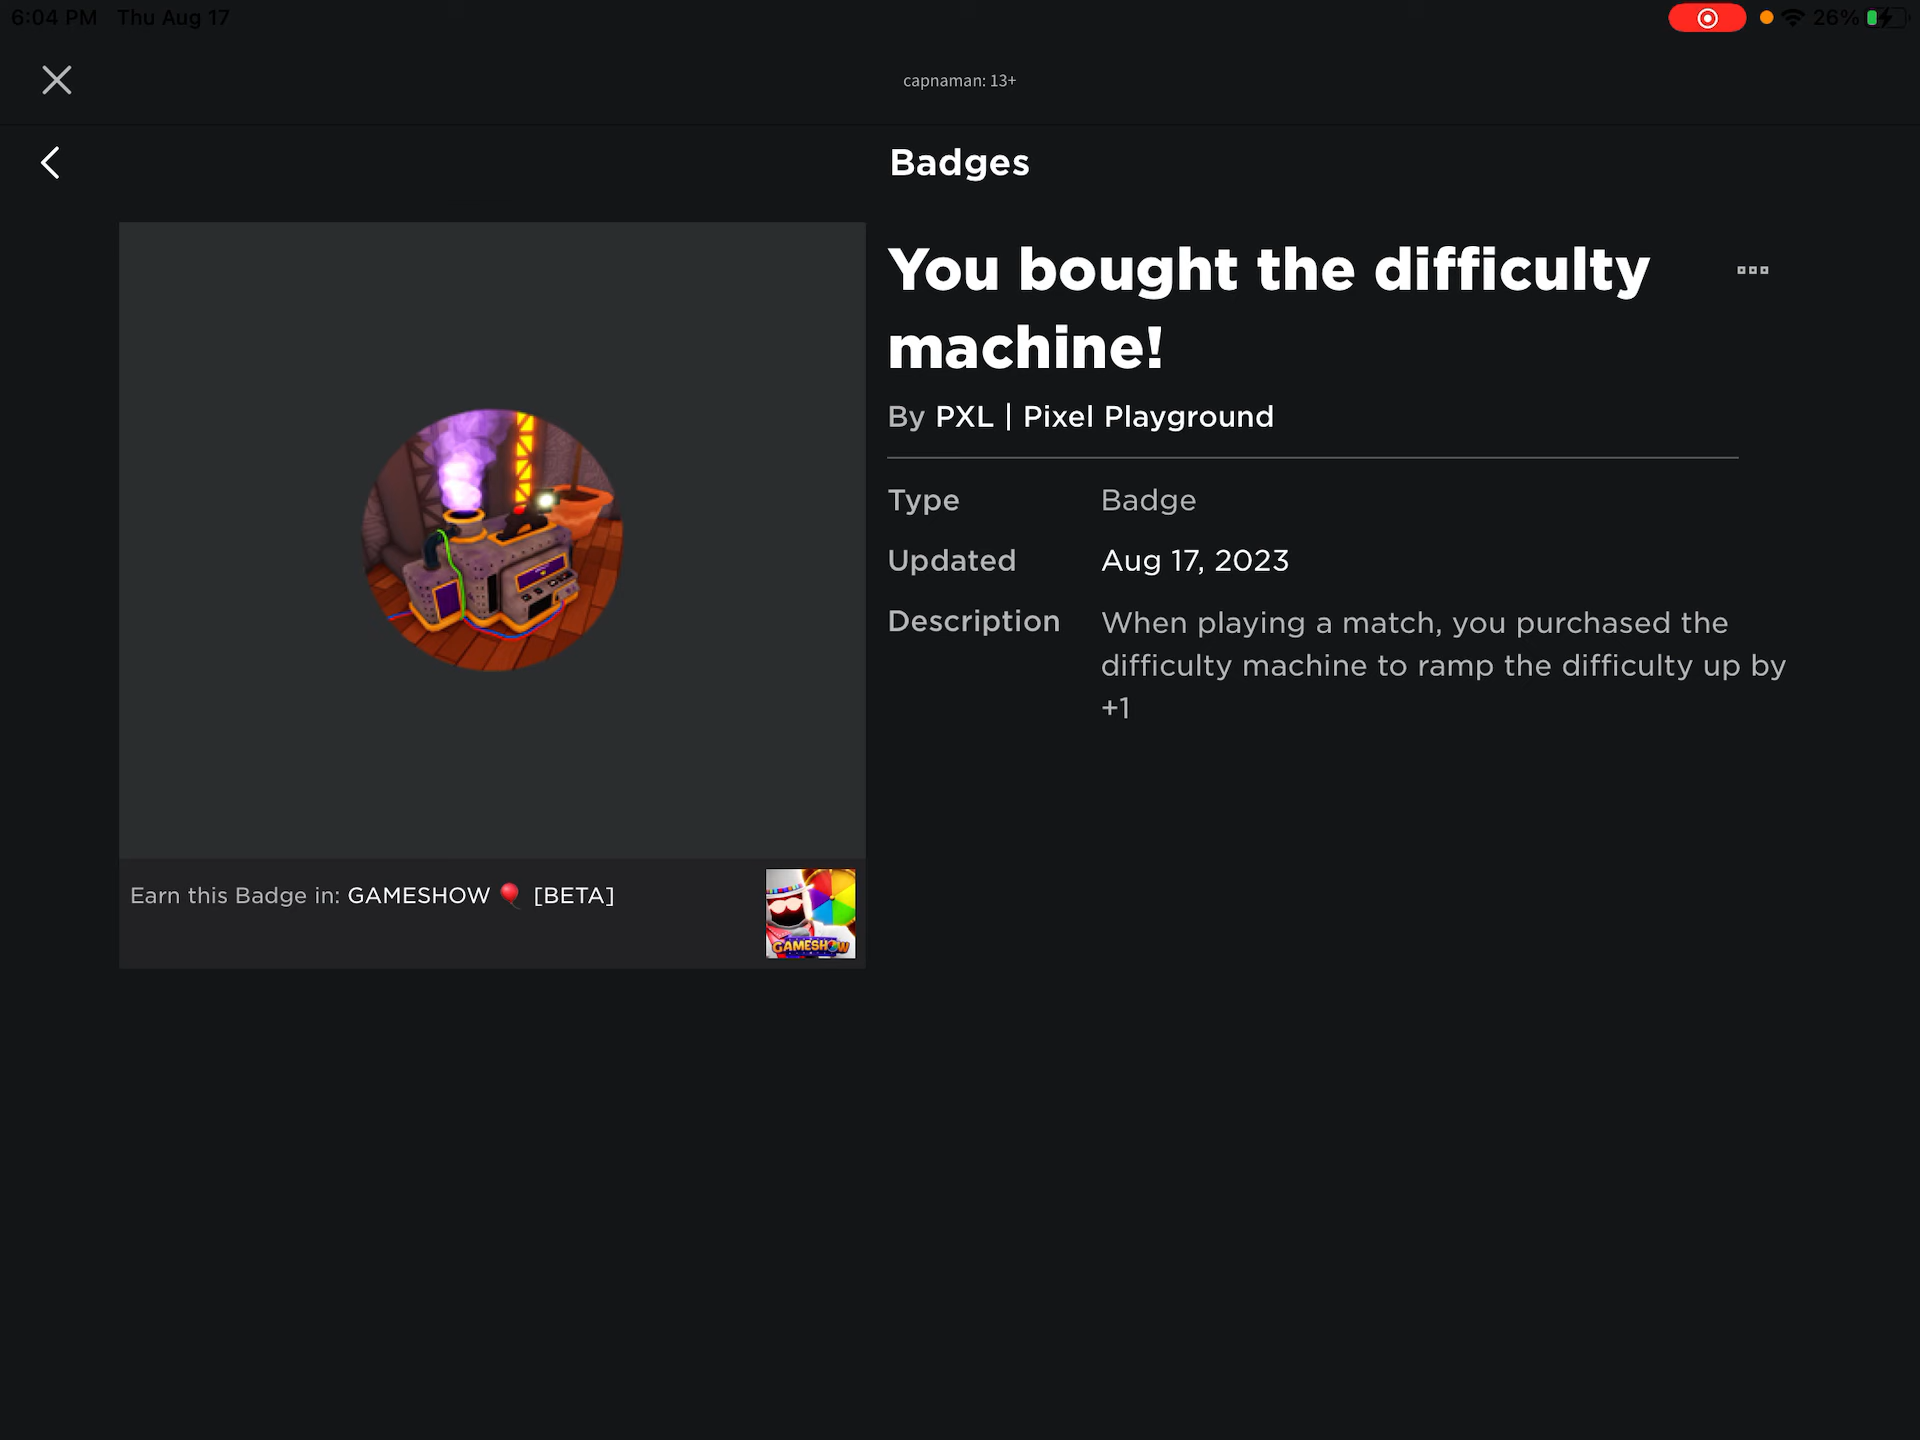 6:04 PM Thu Aug 17
26%
capnaman: 13+
Badges
You bought the difficulty
machine!
By PXL | Pixel Playground
Type Badge
Updated Aug 17, 2023
Description When playing a match, you purchased the
difficulty machine to ramp the difficulty up by
+1
Earn this Badge in: GAMESHOW 🎈 [BETA]
GAMESHOW